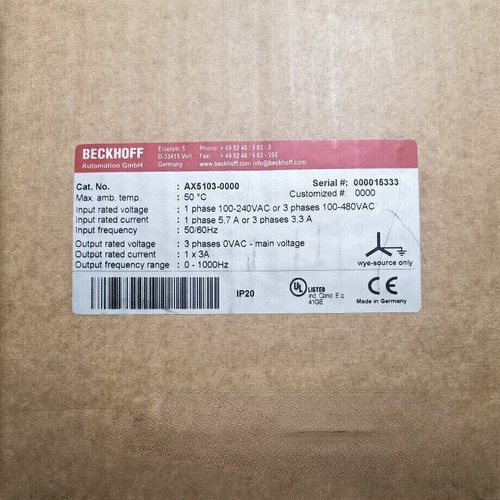 BECKHOFF
Automation GmbH
Eiserstr. 5
D-33415 Verl
Germany
Phone: + 49 52 46 / 9 63 - 0
Fax: + 49 52 46 / 9 63 - 198
www.beckhoff.com info@beckhoff.com
Cat. No. : AX5103-0000 Serial #: 000015333
Max. amb. temp. : 50 °C Customized #: 0000
Input rated voltage : 1 phase 100-240VAC or 3 phases 100-480VAC
Input rated current : 1 phase 5,7 A or 3 phases 3,3 A
Input frequency : 50/60Hz
Output rated voltage : 3 phases 0VAC - main voltage
Output rated current : 1 x 3A
Output frequency range : 0 - 1000Hz
wye-source only
IP20
UL LISTED
Ind. Cond. Eq.
41GE
CE
Made in Germany